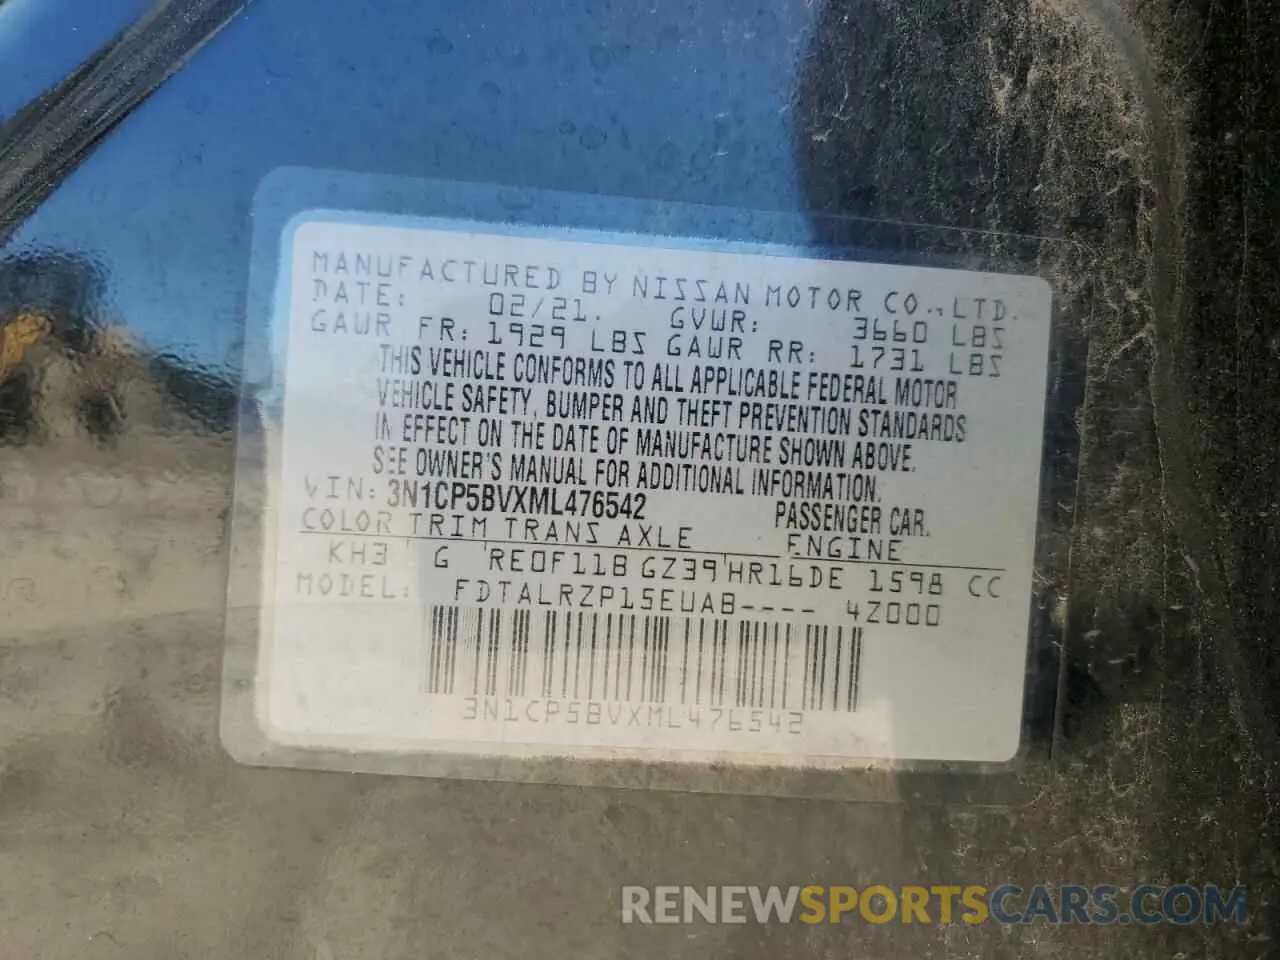 MANUFACTURED BY NISSAN MOTOR CO.,LTD.
DATE: 02/21. GVWR: 3660 LBS
GAWR FR: 1929 LBS GAWR RR: 1731 LBS
THIS VEHICLE CONFORMS TO ALL APPLICABLE FEDERAL MOTOR
VEHICLE SAFETY, BUMPER AND THEFT PREVENTION STANDARDS
IN EFFECT ON THE DATE OF MANUFACTURE SHOWN ABOVE.
SEE OWNER'S MANUAL FOR ADDITIONAL INFORMATION.
VIN: 3N1CP5BVXML476542 PASSENGER CAR.
COLOR TRIM TRANS AXLE ENGINE
KH3 G RE0F11B GZ39 HR16DE 1598 CC
MODEL: FDTALRZP15EUAB---- 4Z000
3N1CP5BVXML476542
RENEWSPORTSCARS.COM